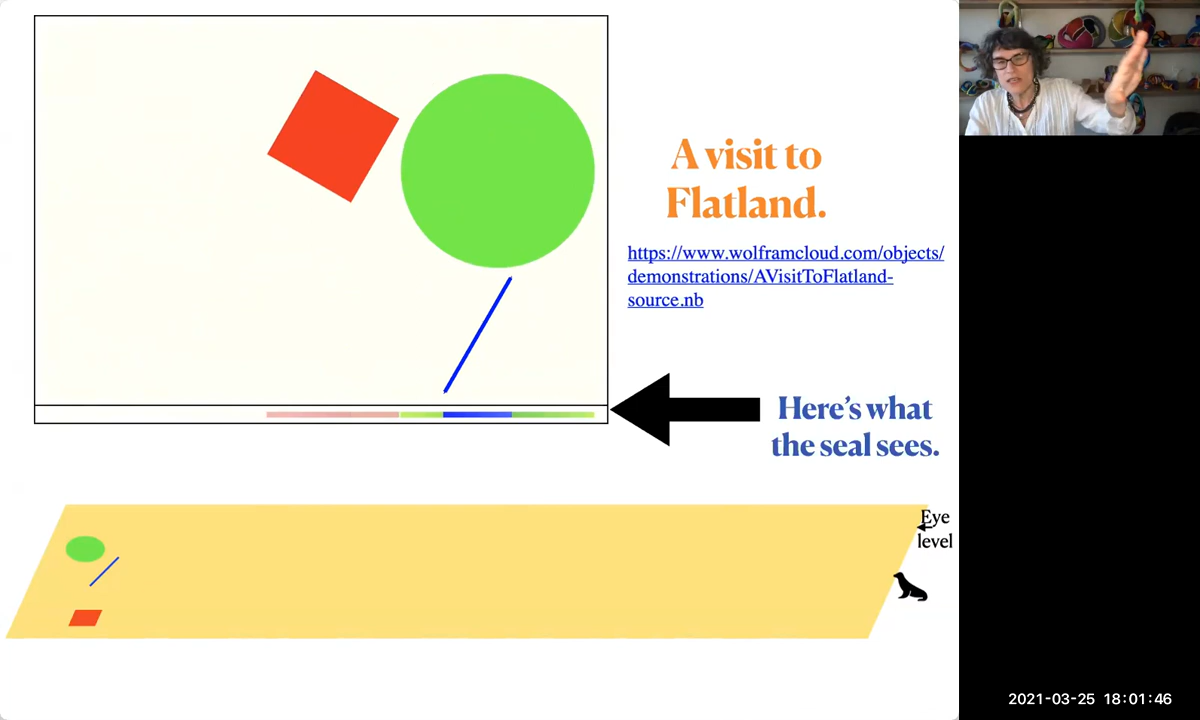 A visit to
Flatland.
https://www.wolframcloud.com/objects/
demonstrations/AVisitToFlatland-
source.nb
Here's what
the seal sees.
Eye
level
2021-03-25 18:01:46